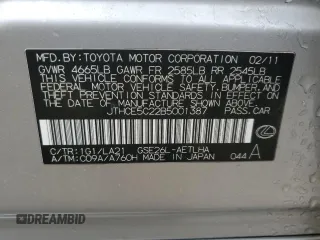 MFD.BY: TOYOTA MOTOR CORPORATION 02/11
GVWR 4665LB GAWR FR 2585LB RR 2545LB
THIS VEHICLE CONFORMS TO ALL APPLICABLE
FEDERAL MOTOR VEHICLE SAFETY, BUMPER, AND
THEFT PREVENTION STANDARDS IN EFFECT ON
THE DATE OF MANUFACTURE SHOWN ABOVE.
JTHCE5C22B5001387 PASS.CAR
C/TR: 1G1/LA21 GSE26L-AETLHA
A/TM: C09A/A760H MADE IN JAPAN 044 A
© AUTOBIDMASTER